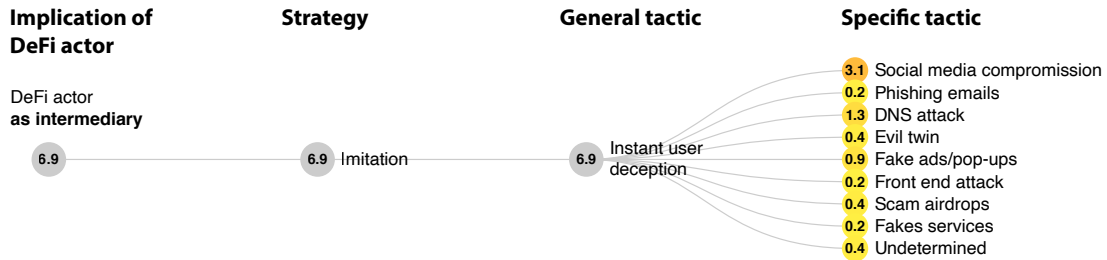 Implication of
DeFi actor
Strategy
General tactic
Specific tactic
DeFi actor
as intermediary
6.9
6.9 Imitation
6.9 Instant user
deception
3.1 Social media compromission
0.2 Phishing emails
1.3 DNS attack
0.4 Evil twin
0.9 Fake ads/pop-ups
0.2 Front end attack
0.4 Scam airdrops
0.2 Fakes services
0.4 Undetermined